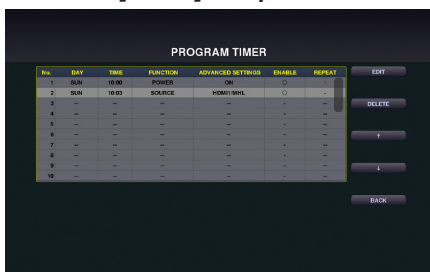 PROGRAM TIMER
No. DAY TIME FUNCTION ADVANCED SETTINGS ENABLE REPEAT
1 SUN 10:00 POWER ON ○ -
2 SUN 10:03 SOURCE HDMI1/MHL ○ -
3 -- -- -- -- - --
4 -- -- -- -- - --
5 -- -- -- -- - --
6 -- -- -- -- - --
7 -- -- -- -- - --
8 -- -- -- -- - --
9 -- -- -- -- - --
10 -- -- -- -- - --
EDIT
DELETE
↑
↓
BACK